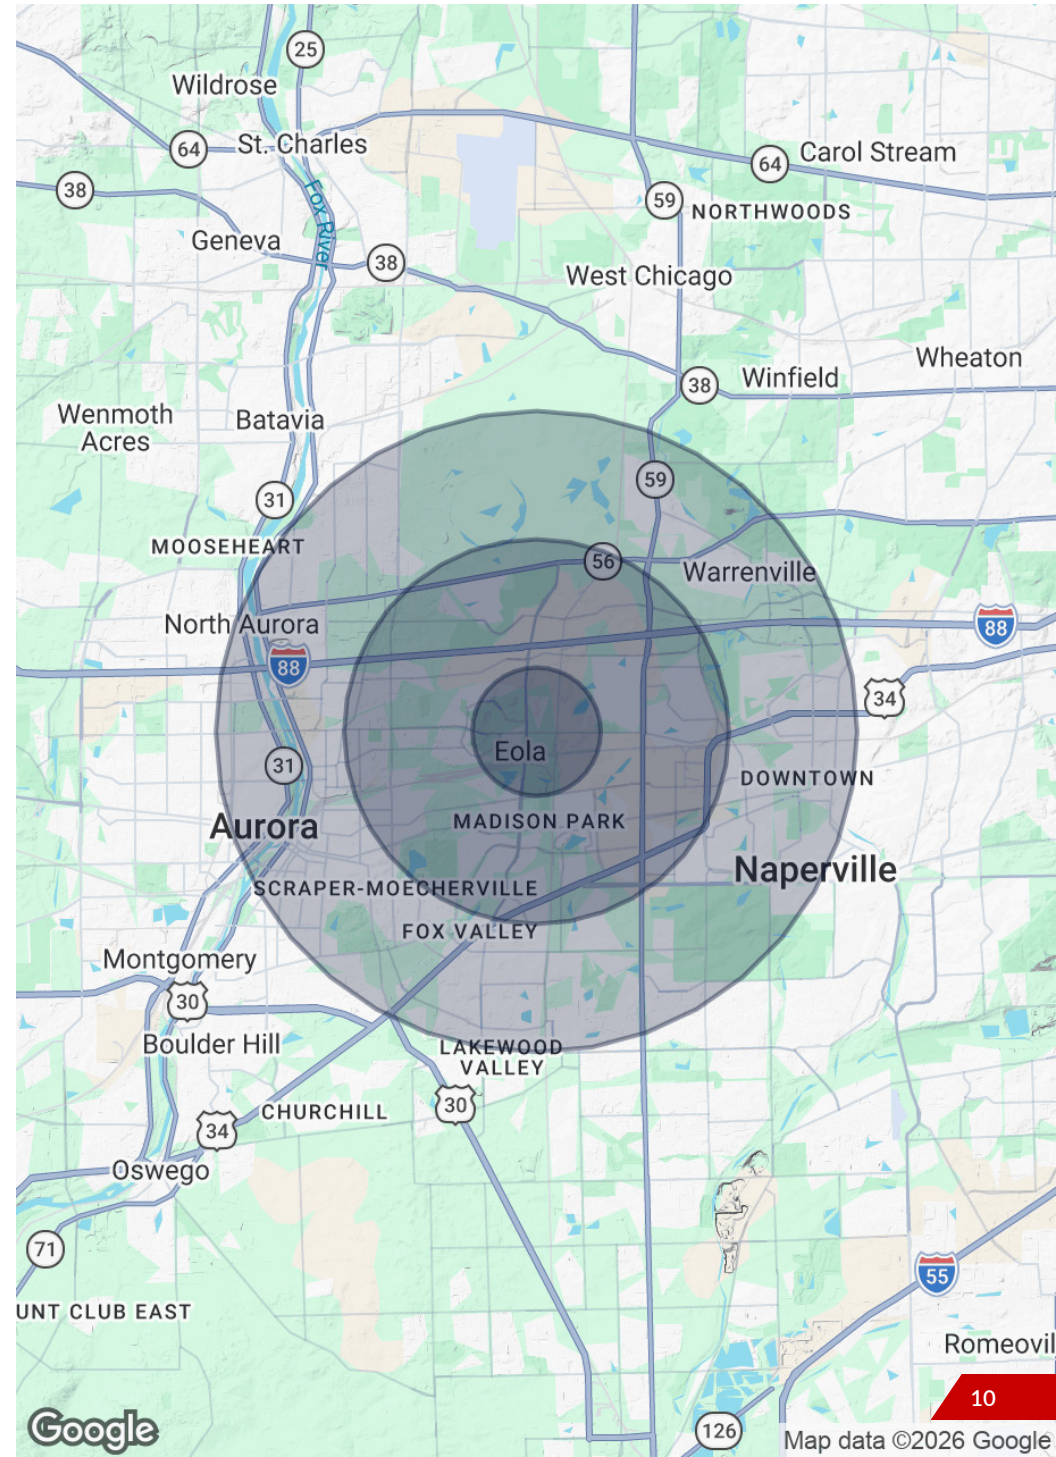 25
Wildrose
64
St. Charles
64
Carol Stream
38
59
NORTHWOODS
Fox River
Geneva
38
West Chicago
Wheaton
38
Winfield
Wenmoth
Acres
Batavia
59
31
MOOSEHEART
56
Warrenville
North Aurora
88
88
34
Eola
31
DOWNTOWN
MADISON PARK
Aurora
Naperville
SCRAPER-MOECHERVILLE
FOX VALLEY
Montgomery
30
Boulder Hill
LAKEWOOD
VALLEY
30
CHURCHILL
34
Oswego
71
55
UNT CLUB EAST
Romeovil
10
Google
126
Map data ©2026 Google